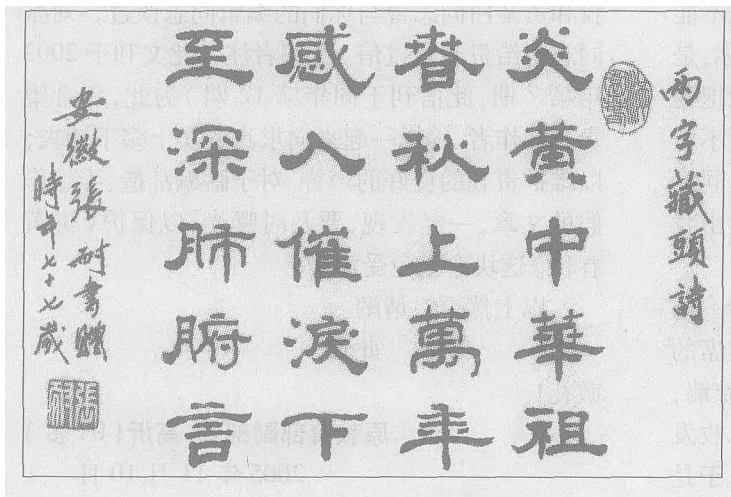 兩字藏頭詩
炎黃中華祖
春秋上萬年
感人催淚下
至深肺腑言
安徽張耐書贈
時年七十七歲